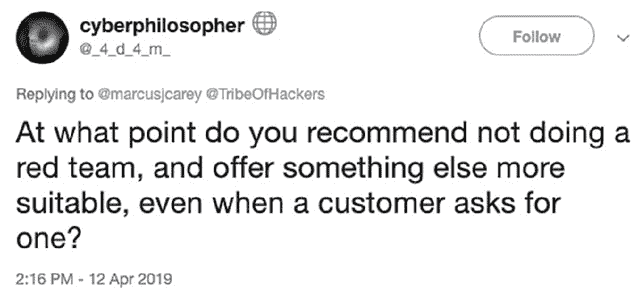 cyberphilosopher
@_4_d_4_m_
Follow
Replying to @marcusjcarey @TribeOfHackers
At what point do you recommend not doing a
red team, and offer something else more
suitable, even when a customer asks for
one?
2:16 PM - 12 Apr 2019